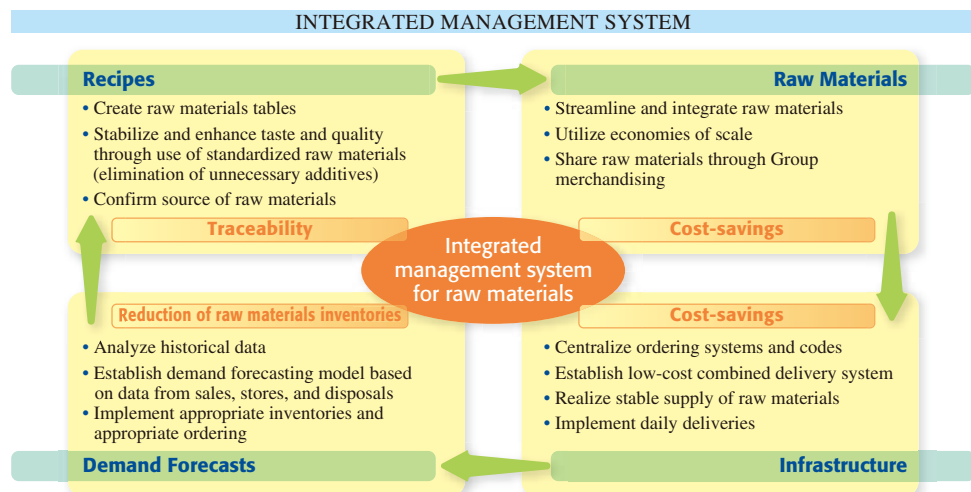 INTEGRATED MANAGEMENT SYSTEM
Recipes
• Create raw materials tables
• Stabilize and enhance taste and quality
through use of standardized raw materials
(elimination of unnecessary additives)
• Confirm source of raw materials
Traceability
Raw Materials
• Streamline and integrate raw materials
• Utilize economies of scale
• Share raw materials through Group
merchandising
Cost-savings
Integrated
management system
for raw materials
Reduction of raw materials inventories
• Analyze historical data
• Establish demand forecasting model based
on data from sales, stores, and disposals
• Implement appropriate inventories and
appropriate ordering
Demand Forecasts
Cost-savings
• Centralize ordering systems and codes
• Establish low-cost combined delivery system
• Realize stable supply of raw materials
• Implement daily deliveries
Infrastructure